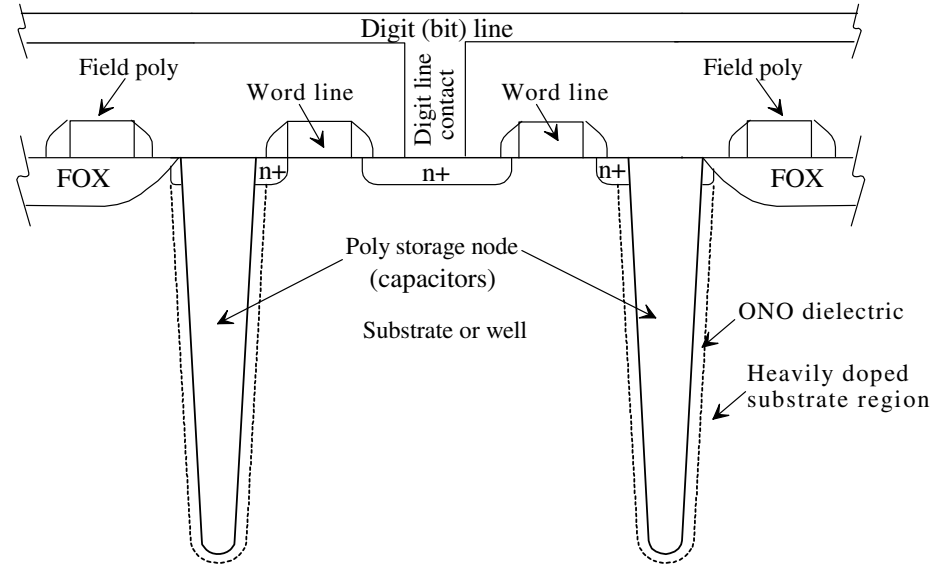 Digit (bit) line
Field poly
Word line
Digit line
contact
Word line
Field poly
FOX
n+
n+
n+
FOX
Poly storage node
(capacitors)
Substrate or well
ONO dielectric
Heavily doped
substrate region